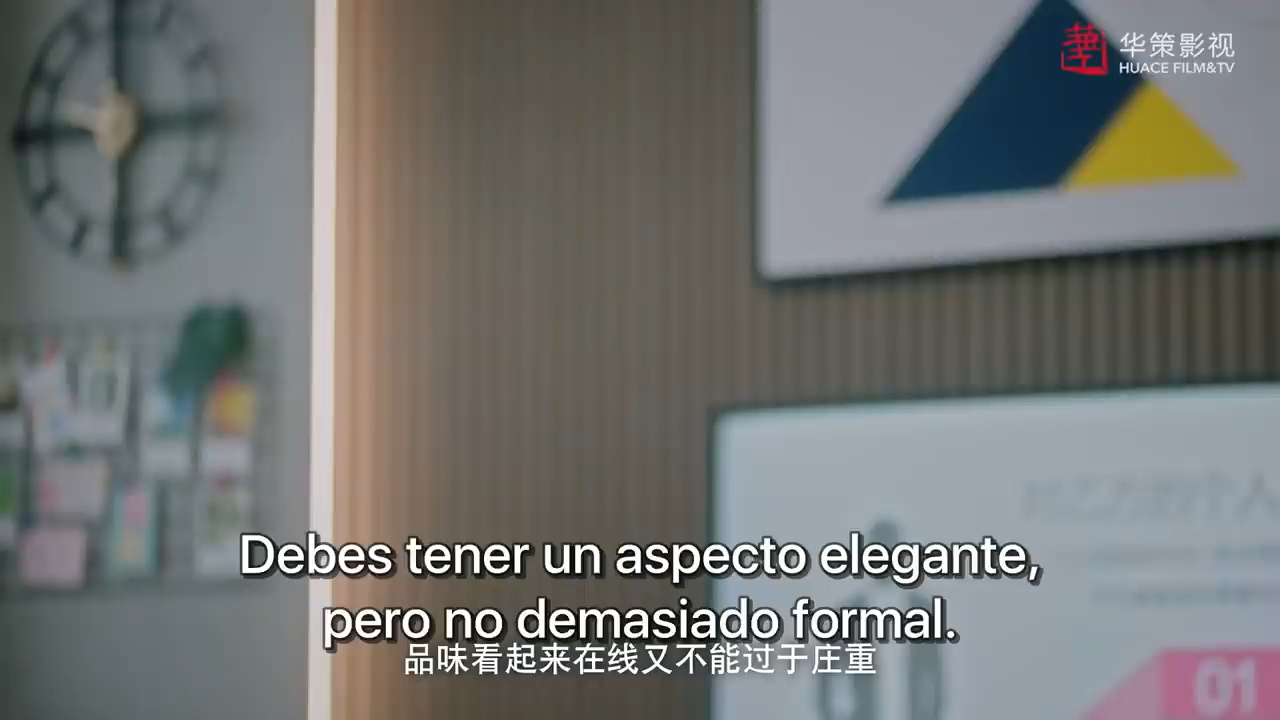 华策影视
HUACE FILM&TV
Debes tener un aspecto elegante,
pero no demasiado formal.
品味看起来在线又不能过于庄重
01